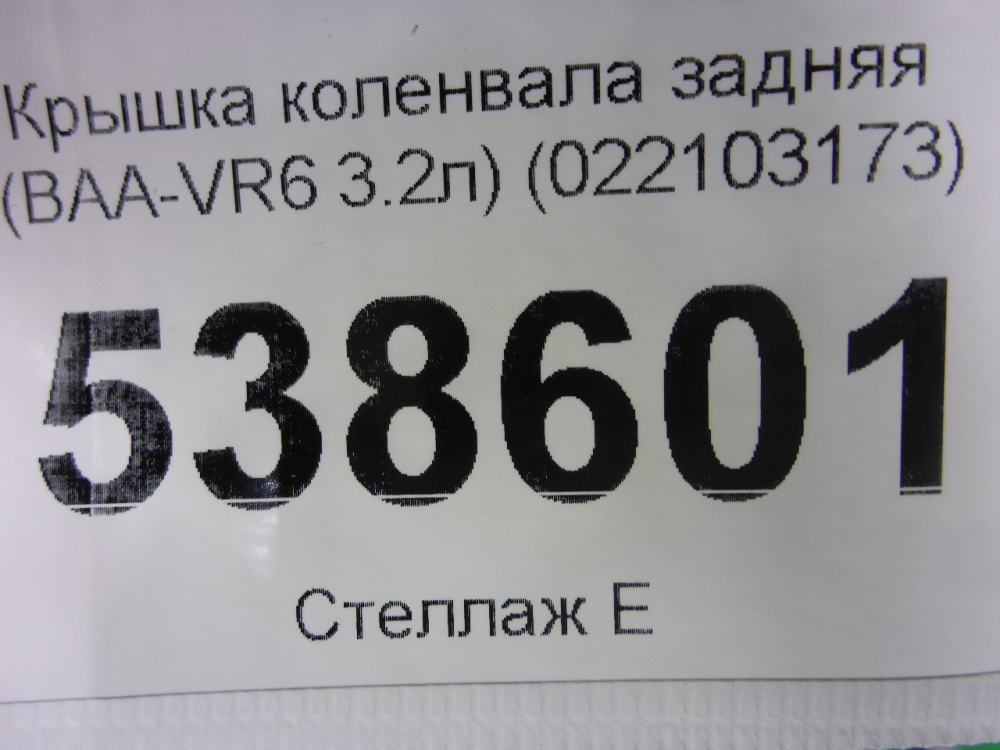 Крышка коленвала задняя
(BAA-VR6 3.2л) (022103173)
538601
Стеллаж Е